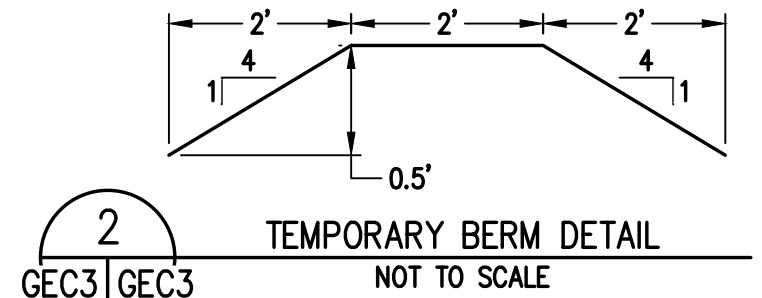 2' 2' 2'
4 4
1 1
0.5'
2 TEMPORARY BERM DETAIL
GEC3 GEC3 NOT TO SCALE